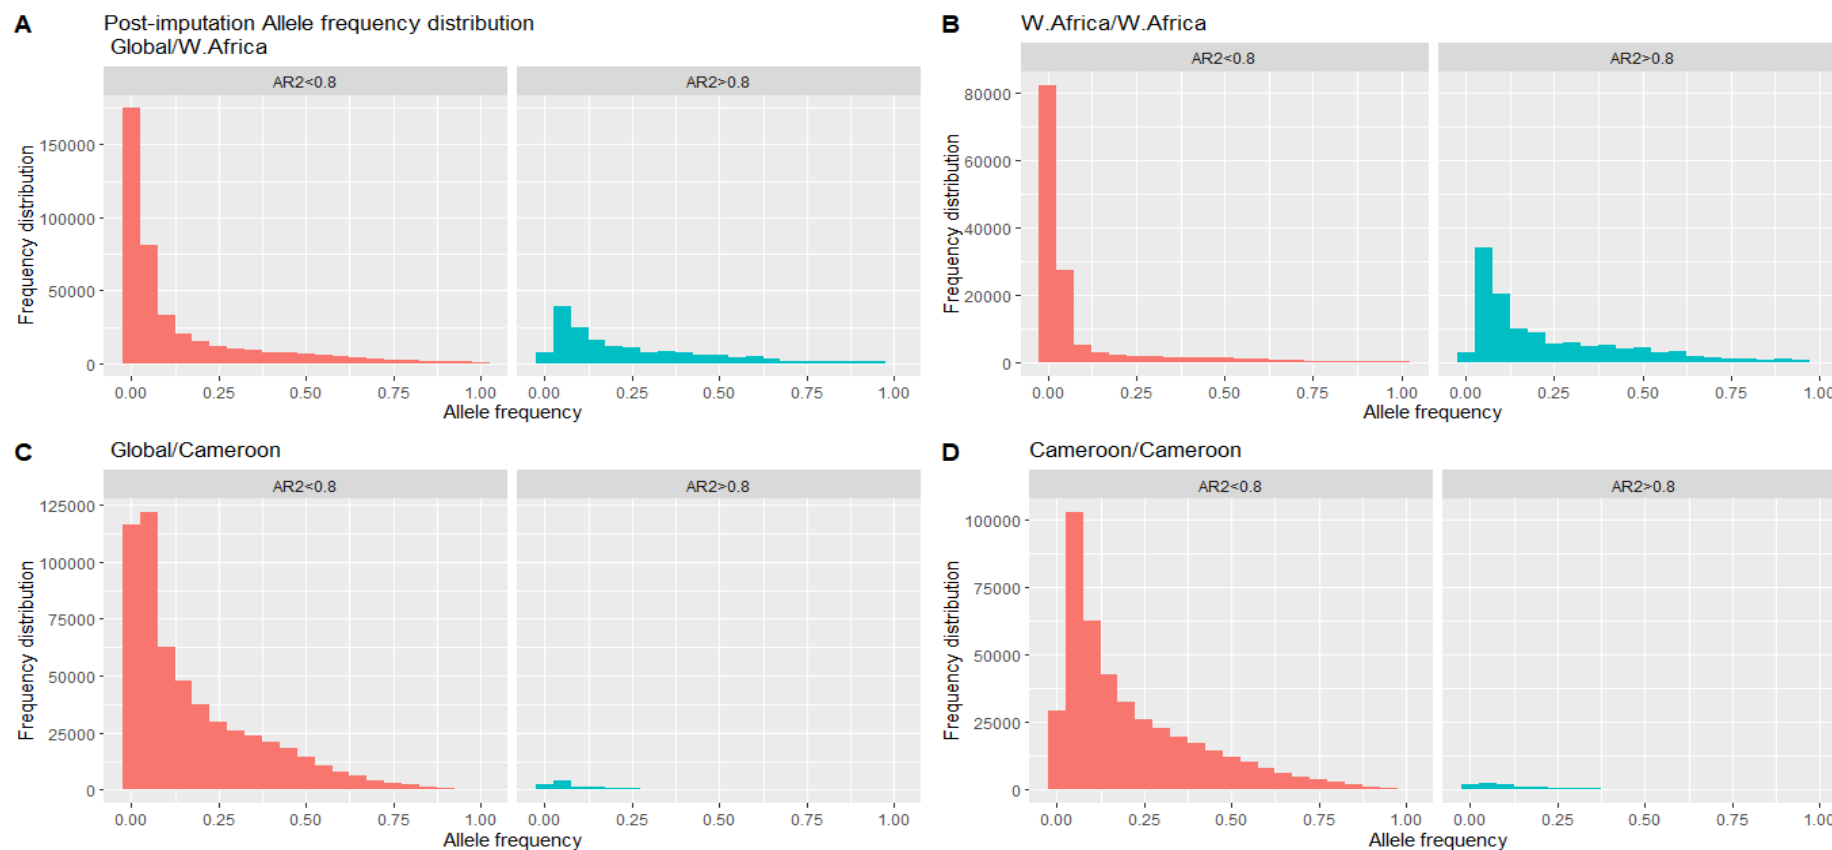 A
Post-imputation Allele frequency distribution
Global/W.Africa
AR2<0.8
AR2>0.8
Frequency distribution
150000
100000
50000
0
0.00 0.25 0.50 0.75 1.00
0.00 0.25 0.50 0.75 1.00
Allele frequency
B
W.Africa/W.Africa
AR2<0.8
AR2>0.8
Frequency distribution
80000
60000
40000
20000
0
0.00 0.25 0.50 0.75 1.00
0.00 0.25 0.50 0.75 1.00
Allele frequency
C
Global/Cameroon
AR2<0.8
AR2>0.8
Frequency distribution
125000
100000
75000
50000
25000
0
0.00 0.25 0.50 0.75 1.00
0.00 0.25 0.50 0.75 1.00
Allele frequency
D
Cameroon/Cameroon
AR2<0.8
AR2>0.8
Frequency distribution
100000
75000
50000
25000
0
0.00 0.25 0.50 0.75 1.00
0.00 0.25 0.50 0.75 1.00
Allele frequency